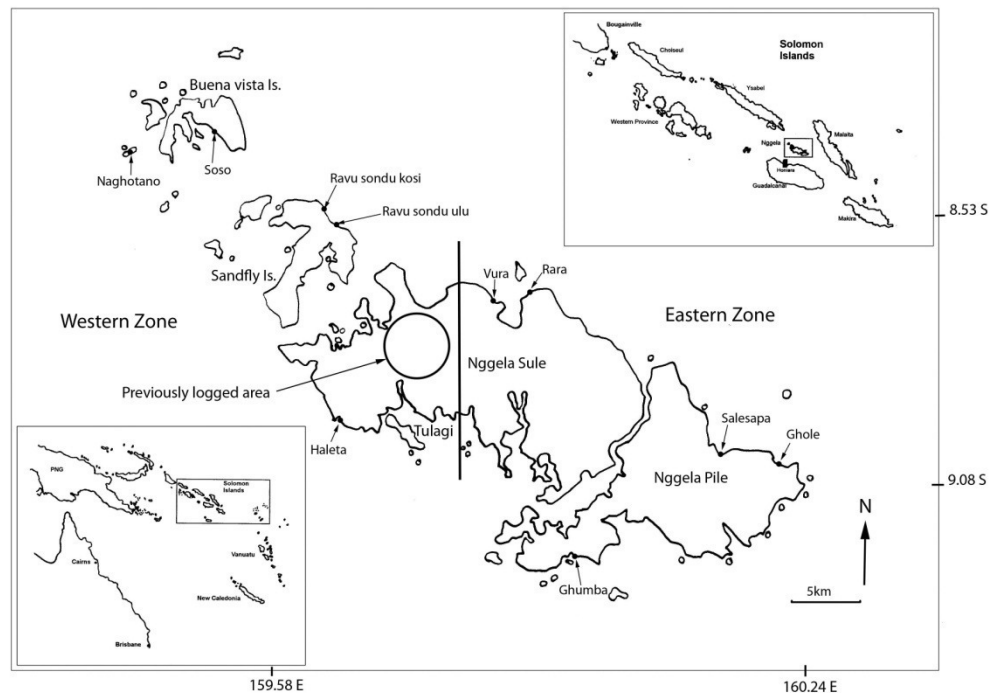 Bougainville
Choiseul
Solomon
Islands
Ysabel
Western Province
Malaita
Nggela
Honiara
Guadalcanal
Makira
Buena vista Is.
Soso
Naghotano
Ravu sondu kosi
Ravu sondu ulu
8.53 S
Sandfly Is.
Vura
Rara
Western Zone
Eastern Zone
Nggela Sule
Previously logged area
Tulagi
Haleta
Salesapa
Ghole
Nggela Pile
9.08 S
N
Ghumba
5km
PNG
Solomon
Islands
Vanuatu
Cairns
New Caledonia
Brisbane
159.58 E
160.24 E